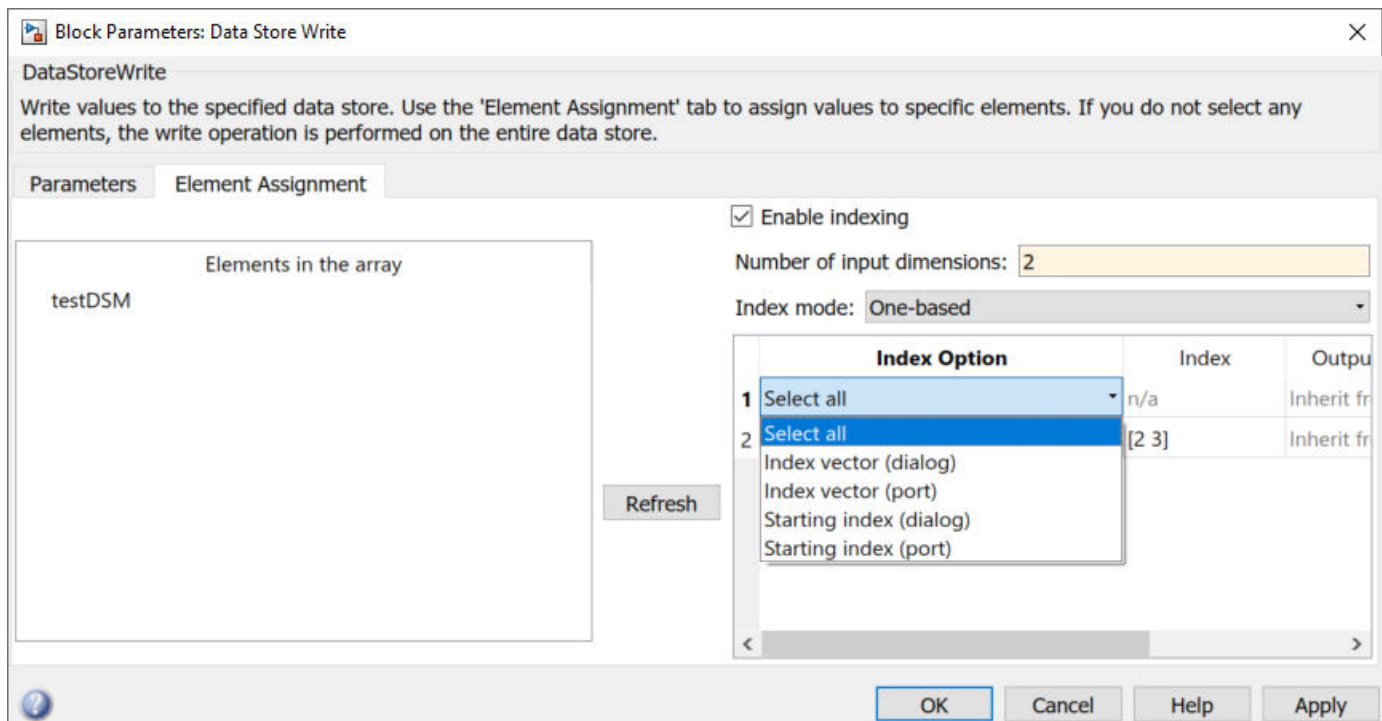 Block Parameters: Data Store Write
DataStoreWrite
Write values to the specified data store. Use the 'Element Assignment' tab to assign values to specific elements. If you do not select any
elements, the write operation is performed on the entire data store.
Parameters Element Assignment
Enable indexing
Elements in the array
Number of input dimensions: 2
testDSM
Index mode: One-based
Index Option Index Outpu
1 Select all n/a Inherit fr
2 Select all [2 3] Inherit fr
Index vector (dialog)
Index vector (port)
Starting index (dialog)
Starting index (port)
Refresh
OK Cancel Help Apply